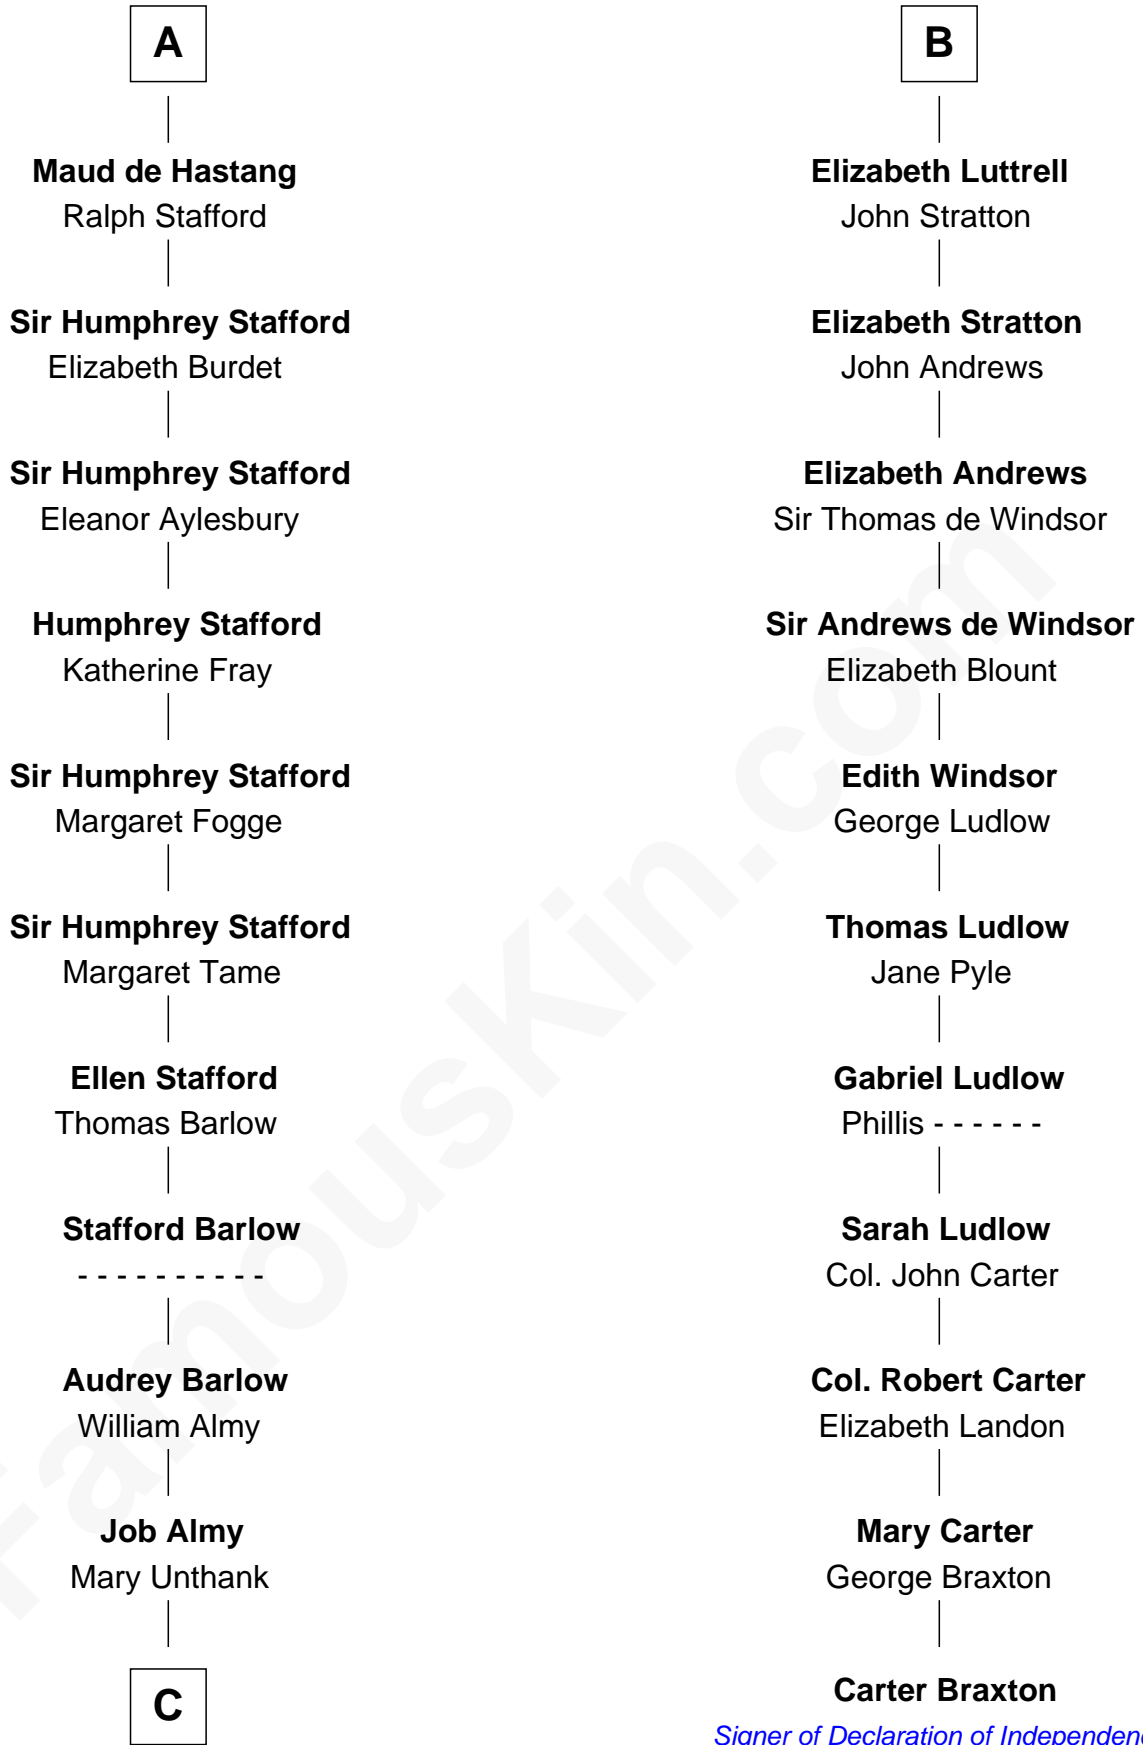 A
Maud de Hastang
Ralph Stafford
Sir Humphrey Stafford
Elizabeth Burdet
Sir Humphrey Stafford
Eleanor Aylesbury
Humphrey Stafford
Katherine Fray
Sir Humphrey Stafford
Margaret Fogge
Sir Humphrey Stafford
Margaret Tame
Ellen Stafford
Thomas Barlow
Stafford Barlow
- - - - - - - - - -
Audrey Barlow
William Almy
Job Almy
Mary Unthank
C
B
Elizabeth Luttrell
John Stratton
Elizabeth Stratton
John Andrews
Elizabeth Andrews
Sir Thomas de Windsor
Sir Andrews de Windsor
Elizabeth Blount
Edith Windsor
George Ludlow
Thomas Ludlow
Jane Pyle
Gabriel Ludlow
Phillis - - - - - -
Sarah Ludlow
Col. John Carter
Col. Robert Carter
Elizabeth Landon
Mary Carter
George Braxton
Carter Braxton
Signer of Declaration of Independenc
FamousKin.com